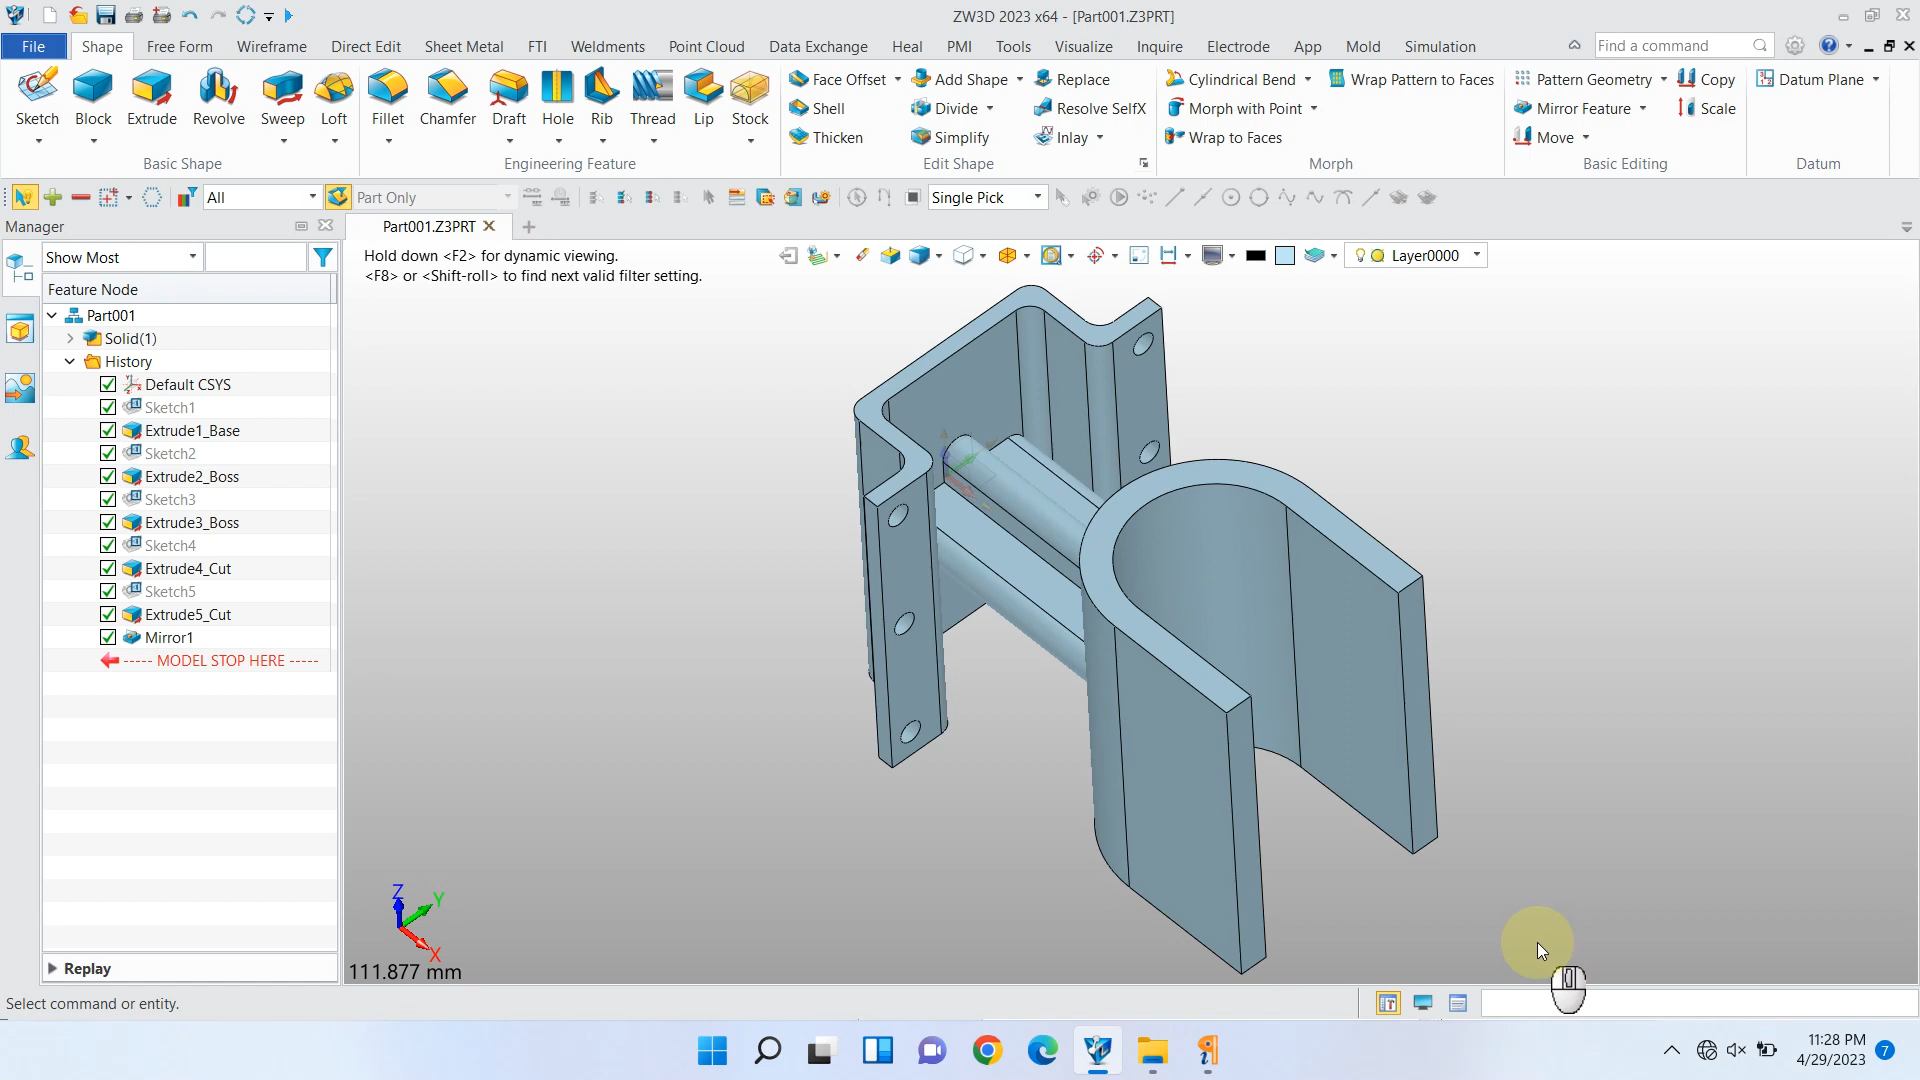 ZW3D 2023 x64 - [Part001.Z3PRT]
File Shape Free Form Wireframe Direct Edit Sheet Metal FTI Weldments Point Cloud Data Exchange Heal PMI Tools Visualize Inquire Electrode App Mold Simulation Find a command
Sketch Block Extrude Revolve Sweep Loft Fillet Chamfer Draft Hole Rib Thread Lip Stock
Face Offset Add Shape Replace Cylindrical Bend Wrap Pattern to Faces Pattern Geometry Copy Datum Plane
Shell Divide Resolve SelfX Morph with Point Mirror Feature Scale
Thicken Simplify Inlay Wrap to Faces Move
Basic Shape Engineering Feature Edit Shape Morph Basic Editing Datum
All Part Only Single Pick
Manager Part001.Z3PRT
Show Most
Hold down <F2> for dynamic viewing.
<F8> or <Shift-roll> to find next valid filter setting.
Layer0000
Feature Node
Part001
Solid(1)
History
Default CSYS
Sketch1
Extrude1_Base
Sketch2
Extrude2_Boss
Sketch3
Extrude3_Boss
Sketch4
Extrude4_Cut
Sketch5
Extrude5_Cut
Mirror1
----- MODEL STOP HERE -----
Z
Y
X
111.877 mm
Replay
Select command or entity.
11:28 PM
4/29/2023
7